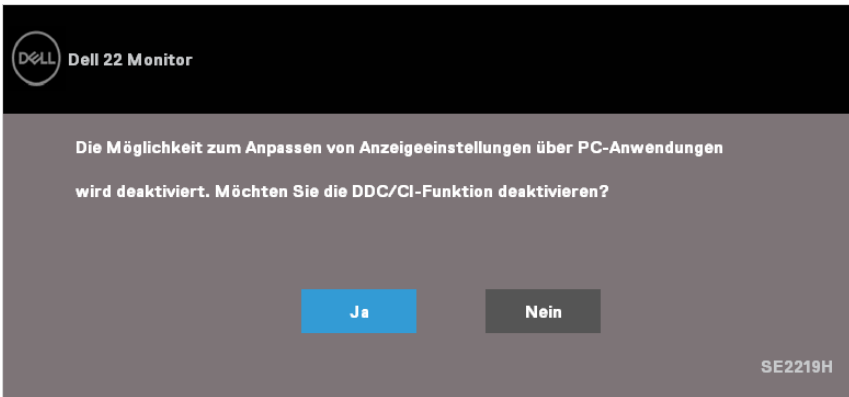 DELL Dell 22 Monitor
Die Möglichkeit zum Anpassen von Anzeigeeinstellungen über PC-Anwendungen
wird deaktiviert. Möchten Sie die DDC/CI-Funktion deaktivieren?
Ja Nein
SE2219H